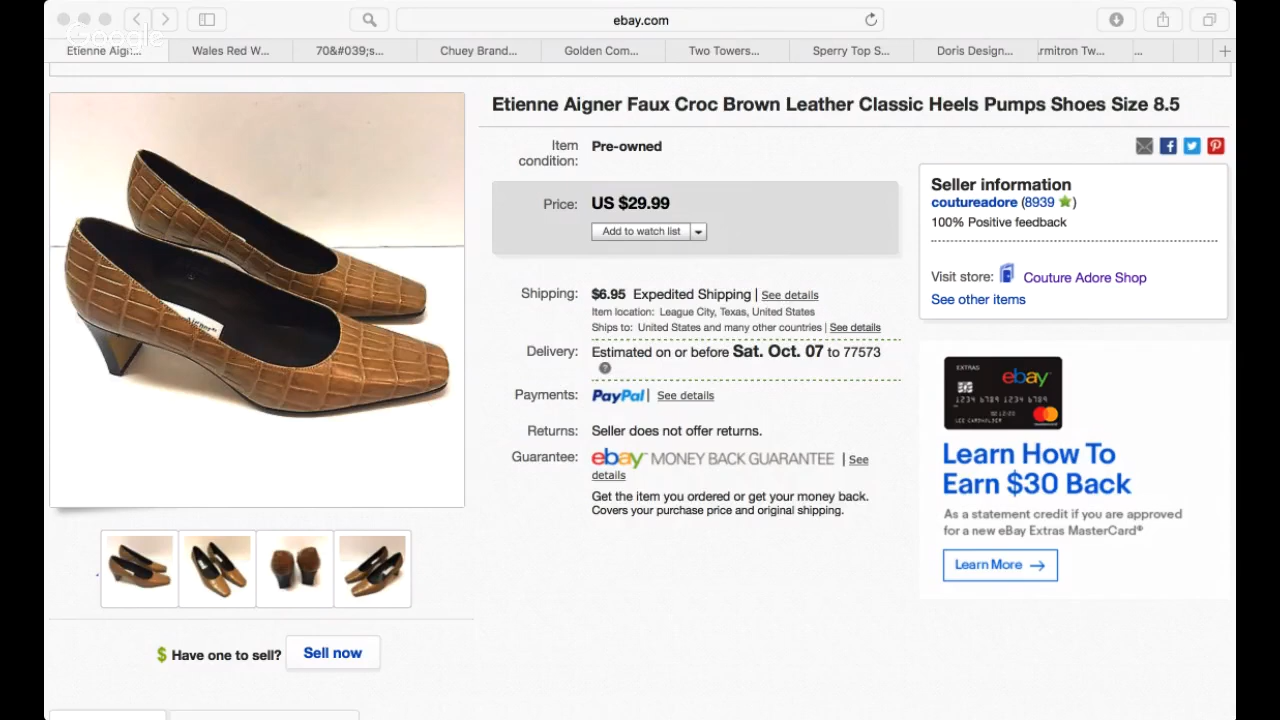 ebay.com
Google
Etienne Aign...
Wales Red W...
70&#039;s...
Chuey Brand...
Golden Com...
Two Towers...
Sperry Top S...
Doris Design...
rmitron Tw...
...
Etienne Aigner Faux Croc Brown Leather Classic Heels Pumps Shoes Size 8.5
Item condition: Pre-owned
Price: US $29.99
Add to watch list
Shipping: $6.95 Expedited Shipping | See details
Item location: League City, Texas, United States
Ships to: United States and many other countries | See details
Delivery: Estimated on or before Sat. Oct. 07 to 77573
?
Payments: PayPal | See details
Returns: Seller does not offer returns.
Guarantee: ebay MONEY BACK GUARANTEE | See
details
Get the item you ordered or get your money back.
Covers your purchase price and original shipping.
Seller information
coutureadore (8939 )
100% Positive feedback
Visit store: Couture Adore Shop
See other items
EXTRAS
ebay
1234 6789 1234 6789
LEE CARDHOLDER
Learn How To
Earn $30 Back
As a statement credit if you are approved
for a new eBay Extras MasterCard®
Learn More →
$ Have one to sell? Sell now